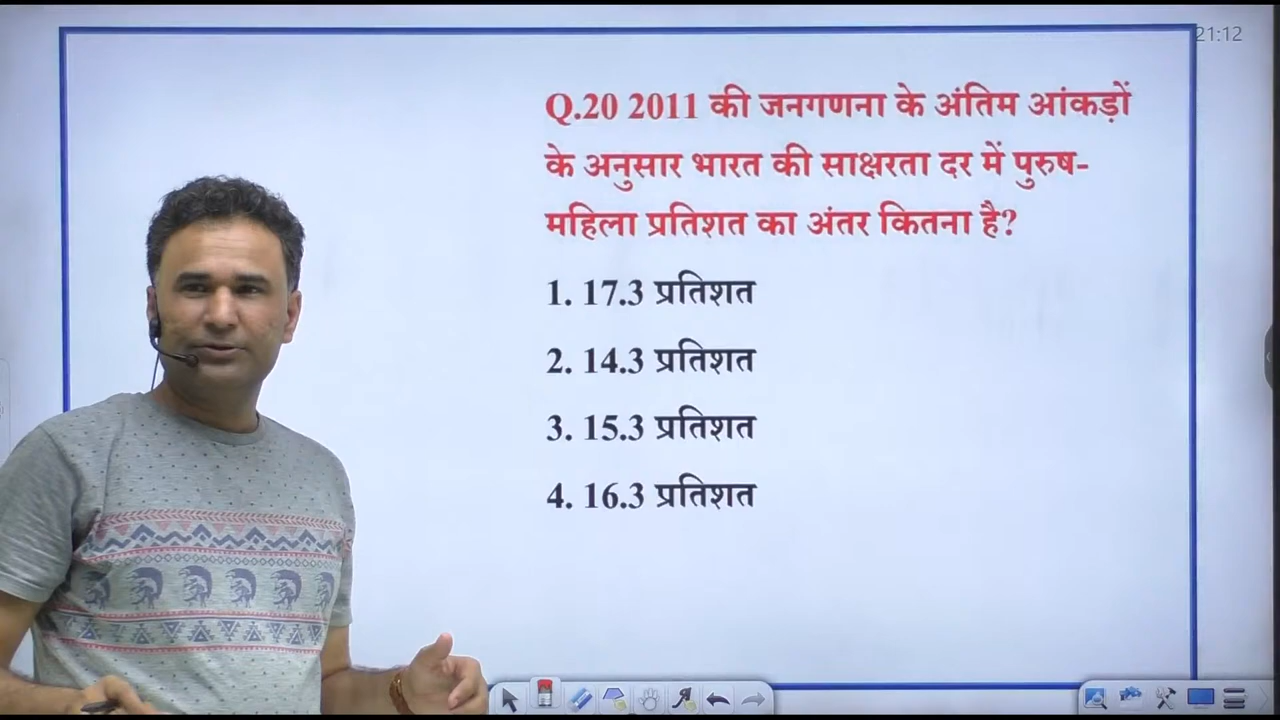 21:12
Q.20 2011 की जनगणना के अंतिम आंकड़ों
के अनुसार भारत की साक्षरता दर में पुरुष-
महिला प्रतिशत का अंतर कितना है?
1. 17.3 प्रतिशत
2. 14.3 प्रतिशत
3. 15.3 प्रतिशत
4. 16.3 प्रतिशत